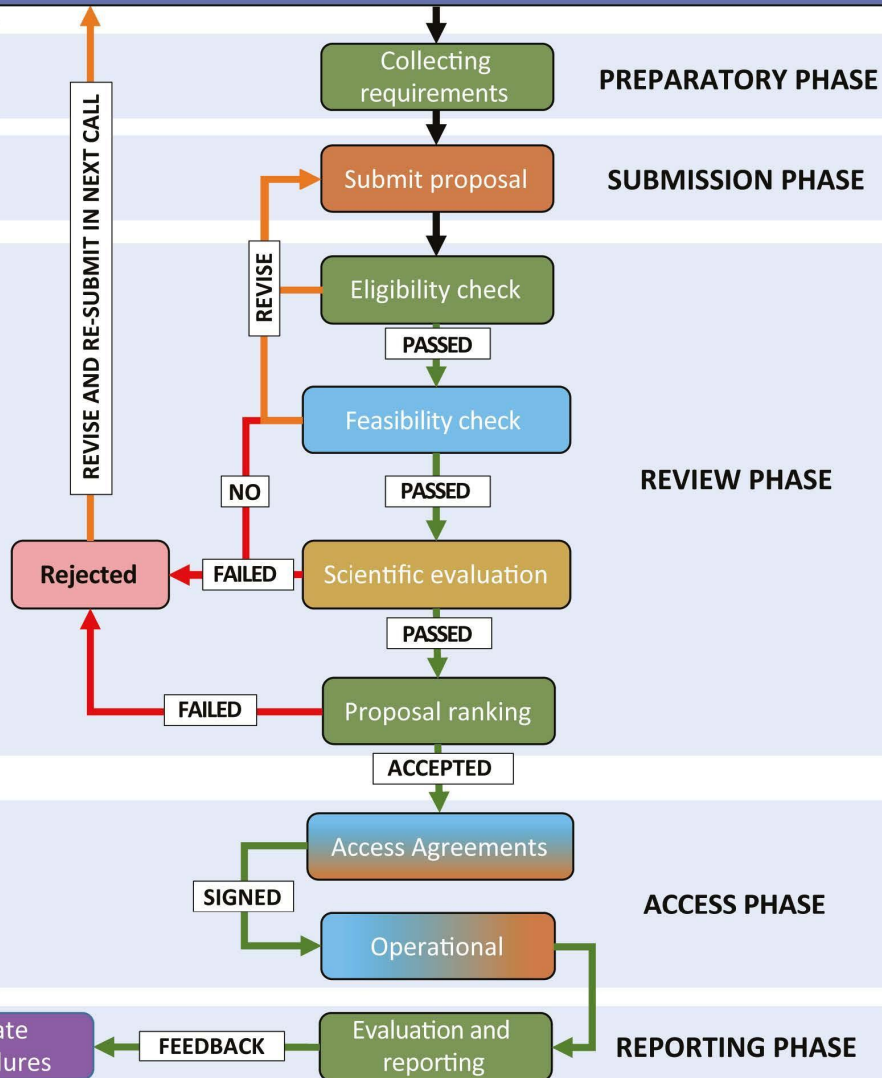 Collecting
requirements
PREPARATORY PHASE
Submit proposal
SUBMISSION PHASE
REVISE AND RE-SUBMIT IN NEXT CALL
REVISE
Eligibility check
PASSED
Feasibility check
REVIEW PHASE
NO
PASSED
Rejected
FAILED
Scientific evaluation
PASSED
FAILED
Proposal ranking
ACCEPTED
Access Agreements
SIGNED
ACCESS PHASE
Operational
ate
lures
FEEDBACK
Evaluation and
reporting
REPORTING PHASE